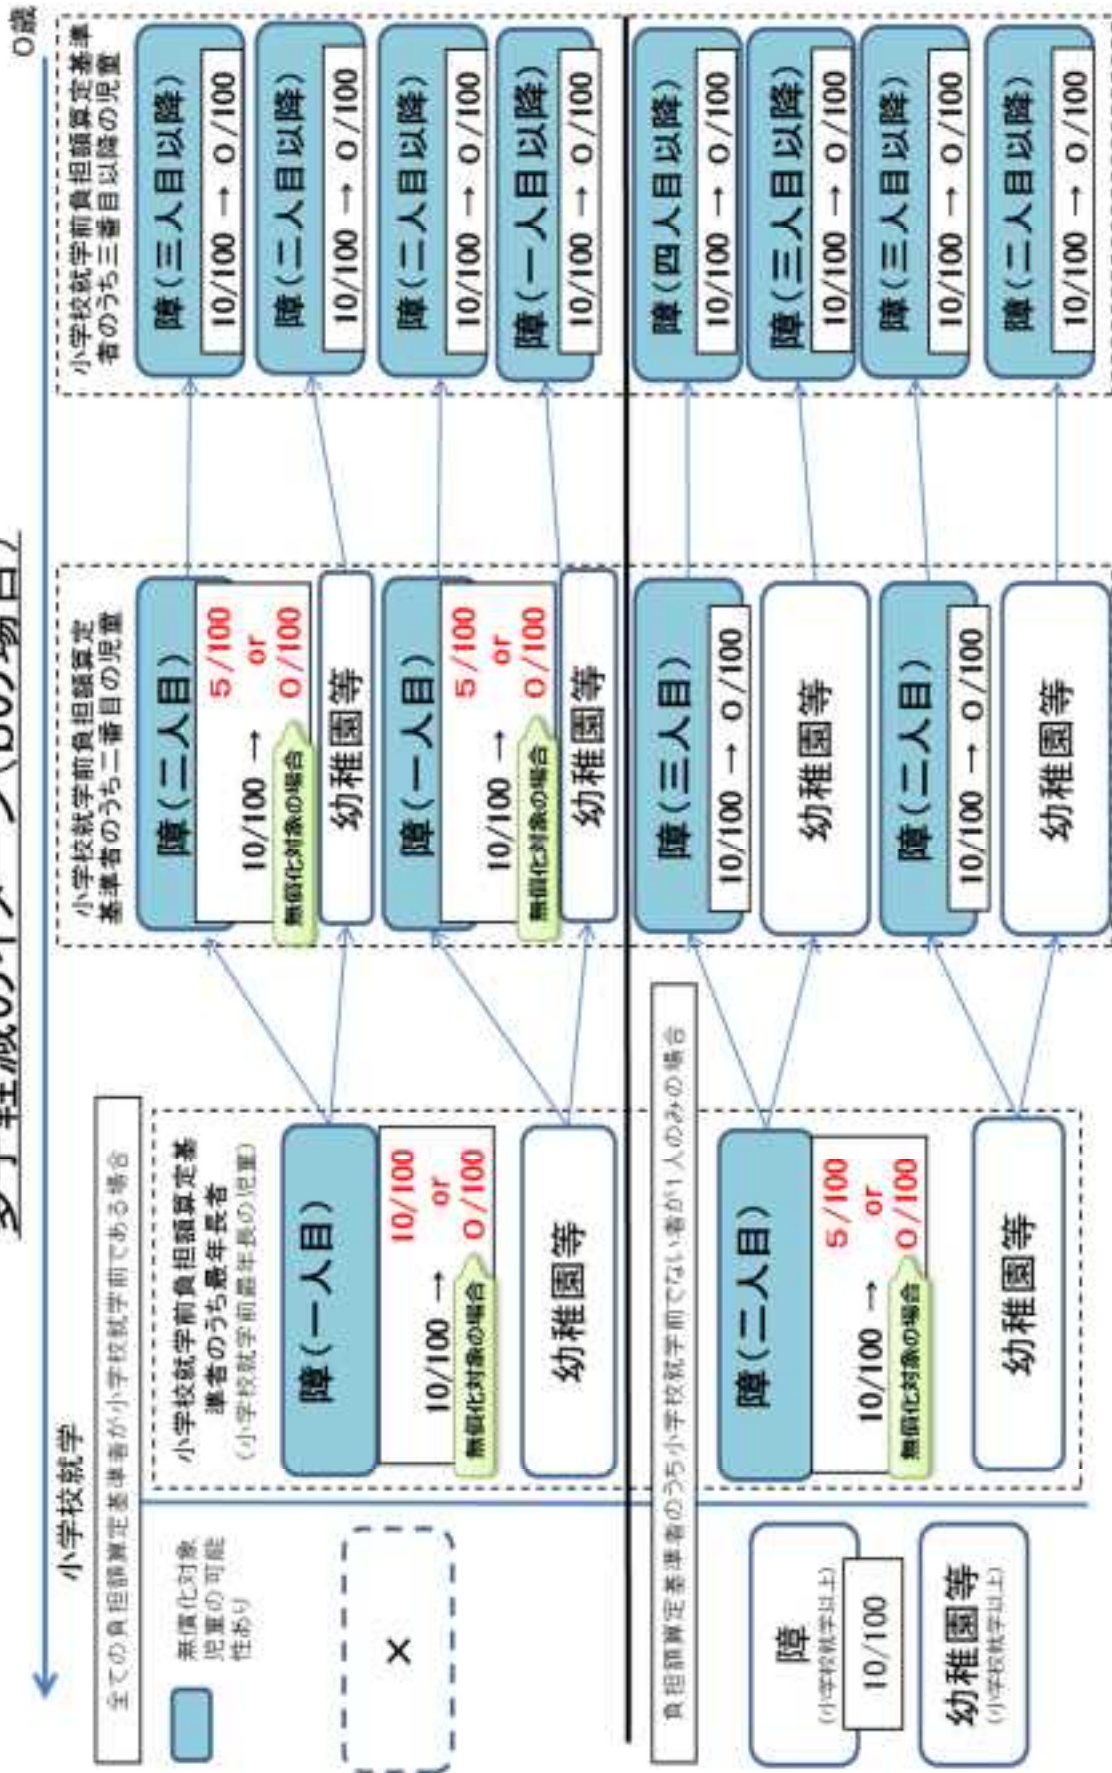 多子軽減のイメージ(bの場合)
小学校就学
0歳
全ての負担額算定基準者が小学校就学前である場合
無償化対象
児童の可能
性あり
×
小学校就学前負担額算定基
準者のうち最年長者
(小学校就学前最年長の児童)
障(一人目)
10/100 → 10/100
or
0/100
無償化対象の場合
幼稚園等
小学校就学前負担額算定
基準者のうち二番目の児童
障(二人目)
10/100 → 5/100
or
0/100
無償化対象の場合
幼稚園等
障(一人目)
10/100 → 5/100
or
0/100
無償化対象の場合
幼稚園等
小学校就学前負担額算定基準
者のうち三番目以降の児童
障(三人目以降)
10/100 → 0/100
障(二人目以降)
10/100 → 0/100
障(二人目以降)
10/100 → 0/100
障(一人目以降)
10/100 → 0/100
負担額算定基準者のうち小学校就学前でない者が1人のみの場合
障
(小学校就学以上)
10/100
幼稚園等
(小学校就学以上)
障(二人目)
10/100 → 5/100
or
0/100
無償化対象の場合
幼稚園等
障(三人目)
10/100 → 0/100
幼稚園等
障(二人目)
10/100 → 0/100
幼稚園等
障(四人目以降)
10/100 → 0/100
障(三人目以降)
10/100 → 0/100
障(三人目以降)
10/100 → 0/100
障(二人目以降)
10/100 → 0/100